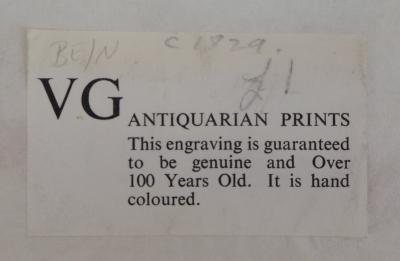 BE/N c 1829.
£1
VG ANTIQUARIAN PRINTS
This engraving is guaranteed
to be genuine and Over
100 Years Old. It is hand
coloured.